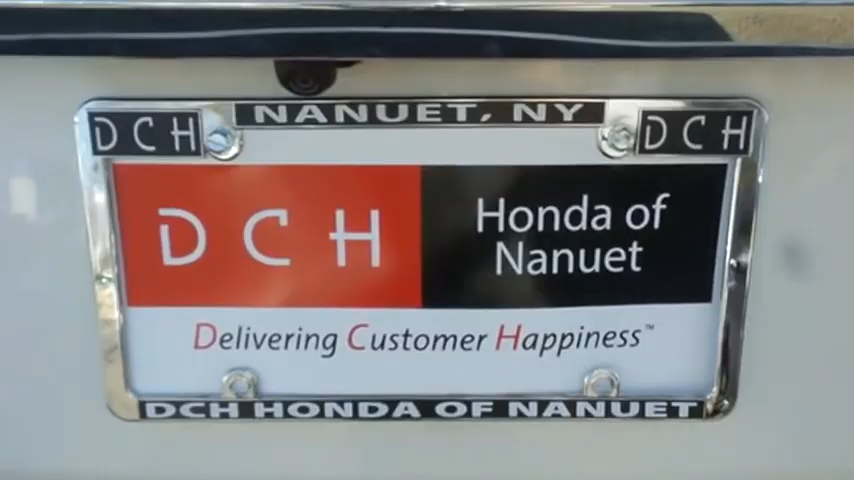 NANUET, NY
DCH
DCH
DCH
Honda of
Nanuet
Delivering Customer Happiness™
DCH HONDA OF NANUET